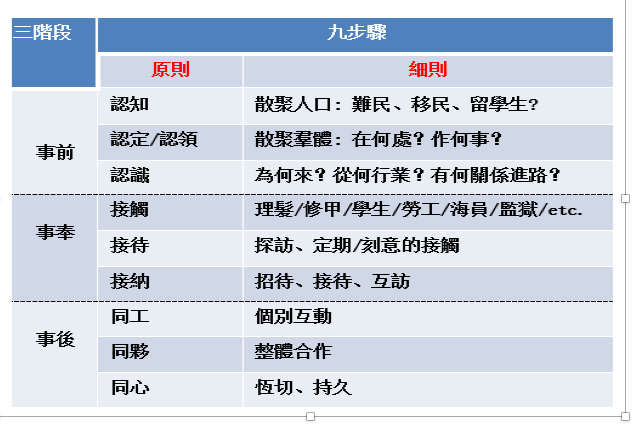 三階段 九步驟
原則 細則
事前
認知 散聚人口: 難民、移民、留學生?
認定/認領 散聚羣體: 在何處? 作何事?
認識 為何來? 從何行業? 有何關係進路?
事奉
接觸 理髮/修甲/學生/勞工/海員/監獄/etc.
接待 探訪、定期/刻意的接觸
接納 招待、接待、互訪
事後
同工 個別互動
同夥 整體合作
同心 恆切、持久